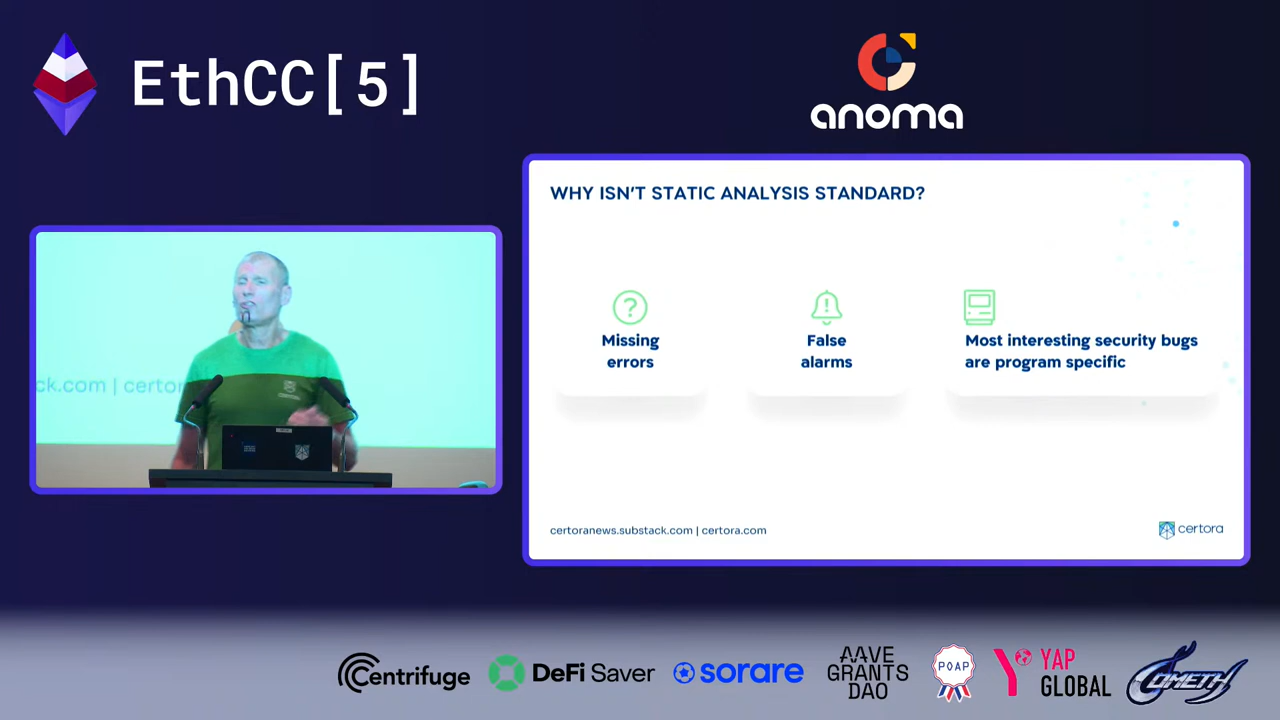 EthCC[5]
anoma
WHY ISN'T STATIC ANALYSIS STANDARD?
Missing
errors
False
alarms
Most interesting security bugs
are program specific
certoranews.substack.com | certora.com
certora
ck.com | certor
Centrifuge
DeFi Saver
sorare
AAVE
GRANTS
DAO
POAP
YAP
GLOBAL
COMETH